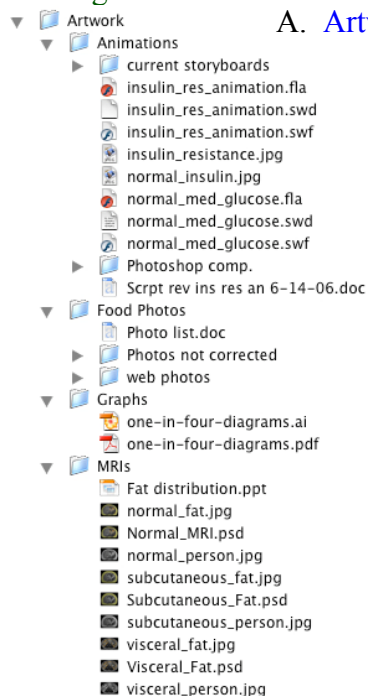 A. Art
Artwork
Animations
current storyboards
insulin_res_animation.fla
insulin_res_animation.swd
insulin_res_animation.swf
insulin_resistance.jpg
normal_insulin.jpg
normal_med_glucose.fla
normal_med_glucose.swd
normal_med_glucose.swf
Photoshop comp.
Scrpt rev ins res an 6-14-06.doc
Food Photos
Photo list.doc
Photos not corrected
web photos
Graphs
one-in-four-diagrams.ai
one-in-four-diagrams.pdf
MRIs
Fat distribution.ppt
normal_fat.jpg
Normal_MRI.psd
normal_person.jpg
subcutaneous_fat.jpg
Subcutaneous_Fat.psd
subcutaneous_person.jpg
visceral_fat.jpg
Visceral_Fat.psd
visceral_person.jpg